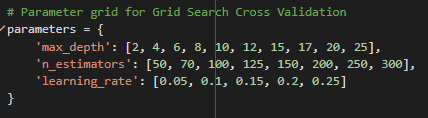 # Parameter grid for Grid Search Cross Validation
parameters = {
    'max_depth': [2, 4, 6, 8, 10, 12, 15, 17, 20, 25],
    'n_estimators': [50, 70, 100, 125, 150, 200, 250, 300],
    'learning_rate': [0.05, 0.1, 0.15, 0.2, 0.25]
}